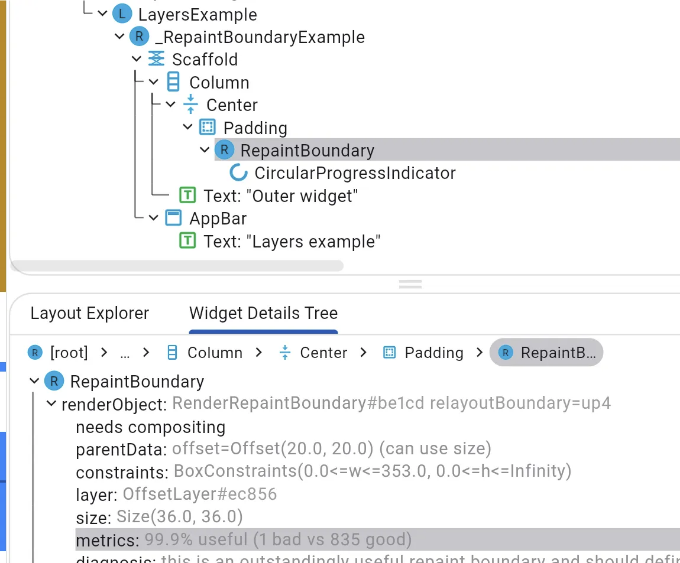 L LayersExample
R _RepaintBoundaryExample
Scaffold
Column
Center
Padding
R RepaintBoundary
CircularProgressIndicator
T Text: "Outer widget"
AppBar
T Text: "Layers example"
Layout Explorer Widget Details Tree
R [root] > ... > Column > Center > Padding > R RepaintB...
R RepaintBoundary
renderObject: RenderRepaintBoundary#be1cd relayoutBoundary=up4
needs compositing
parentData: offset=Offset(20.0, 20.0) (can use size)
constraints: BoxConstraints(0.0<=w<=353.0, 0.0<=h<=Infinity)
layer: OffsetLayer#ec856
size: Size(36.0, 36.0)
metrics: 99.9% useful (1 bad vs 835 good)
diagnosis: this is an outstandingly useful repaint boundary and should defi